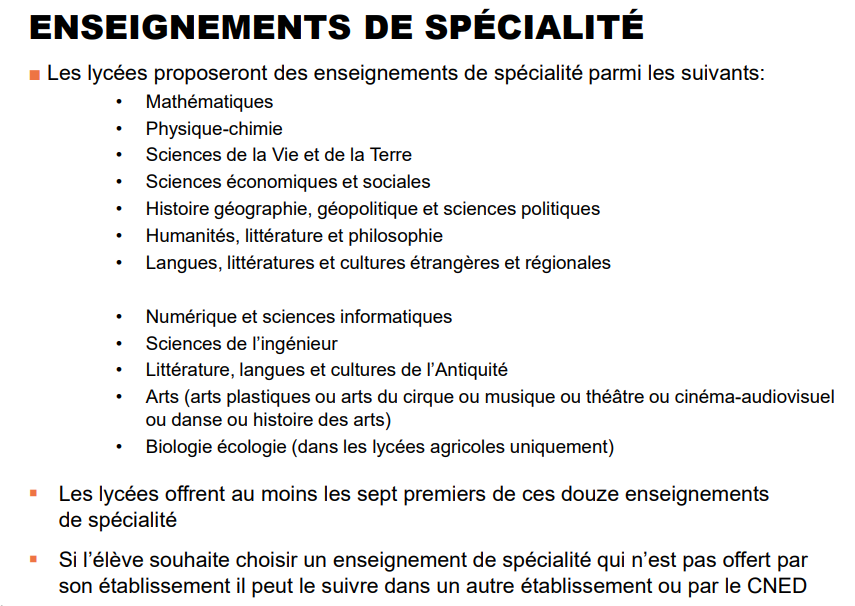 ENSEIGNEMENTS DE SPÉCIALITÉ
Les lycées proposeront des enseignements de spécialité parmi les suivants:
Mathématiques
Physique-chimie
Sciences de la Vie et de la Terre
Sciences économiques et sociales
Histoire géographie, géopolitique et sciences politiques
Humanités, littérature et philosophie
Langues, littératures et cultures étrangères et régionales
Numérique et sciences informatiques
Sciences de l'ingénieur
Littérature, langues et cultures de l'Antiquité
Arts (arts plastiques ou arts du cirque ou musique ou théâtre ou cinéma-audiovisuel
ou danse ou histoire des arts)
Biologie écologie (dans les lycées agricoles uniquement)
Les lycées offrent au moins les sept premiers de ces douze enseignements
de spécialité
Si l'élève souhaite choisir un enseignement de spécialité qui n'est pas offert par
son établissement il peut le suivre dans un autre établissement ou par le CNED